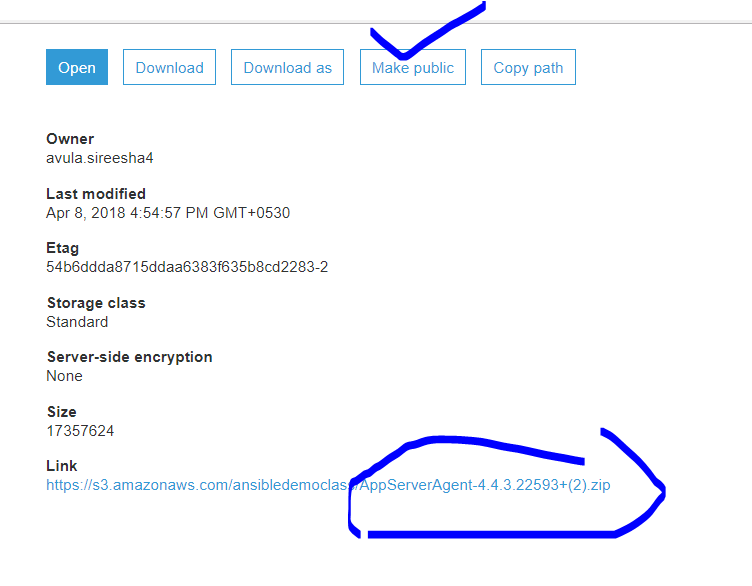 Open Download Download as Make public Copy path
Owner
avula.sireesha4
Last modified
Apr 8, 2018 4:54:57 PM GMT+0530
Etag
54b6ddda8715ddaa6383f635b8cd2283-2
Storage class
Standard
Server-side encryption
None
Size
17357624
Link
https://s3.amazonaws.com/ansibledemoclass/AppServerAgent-4.4.3.22593+(2).zip